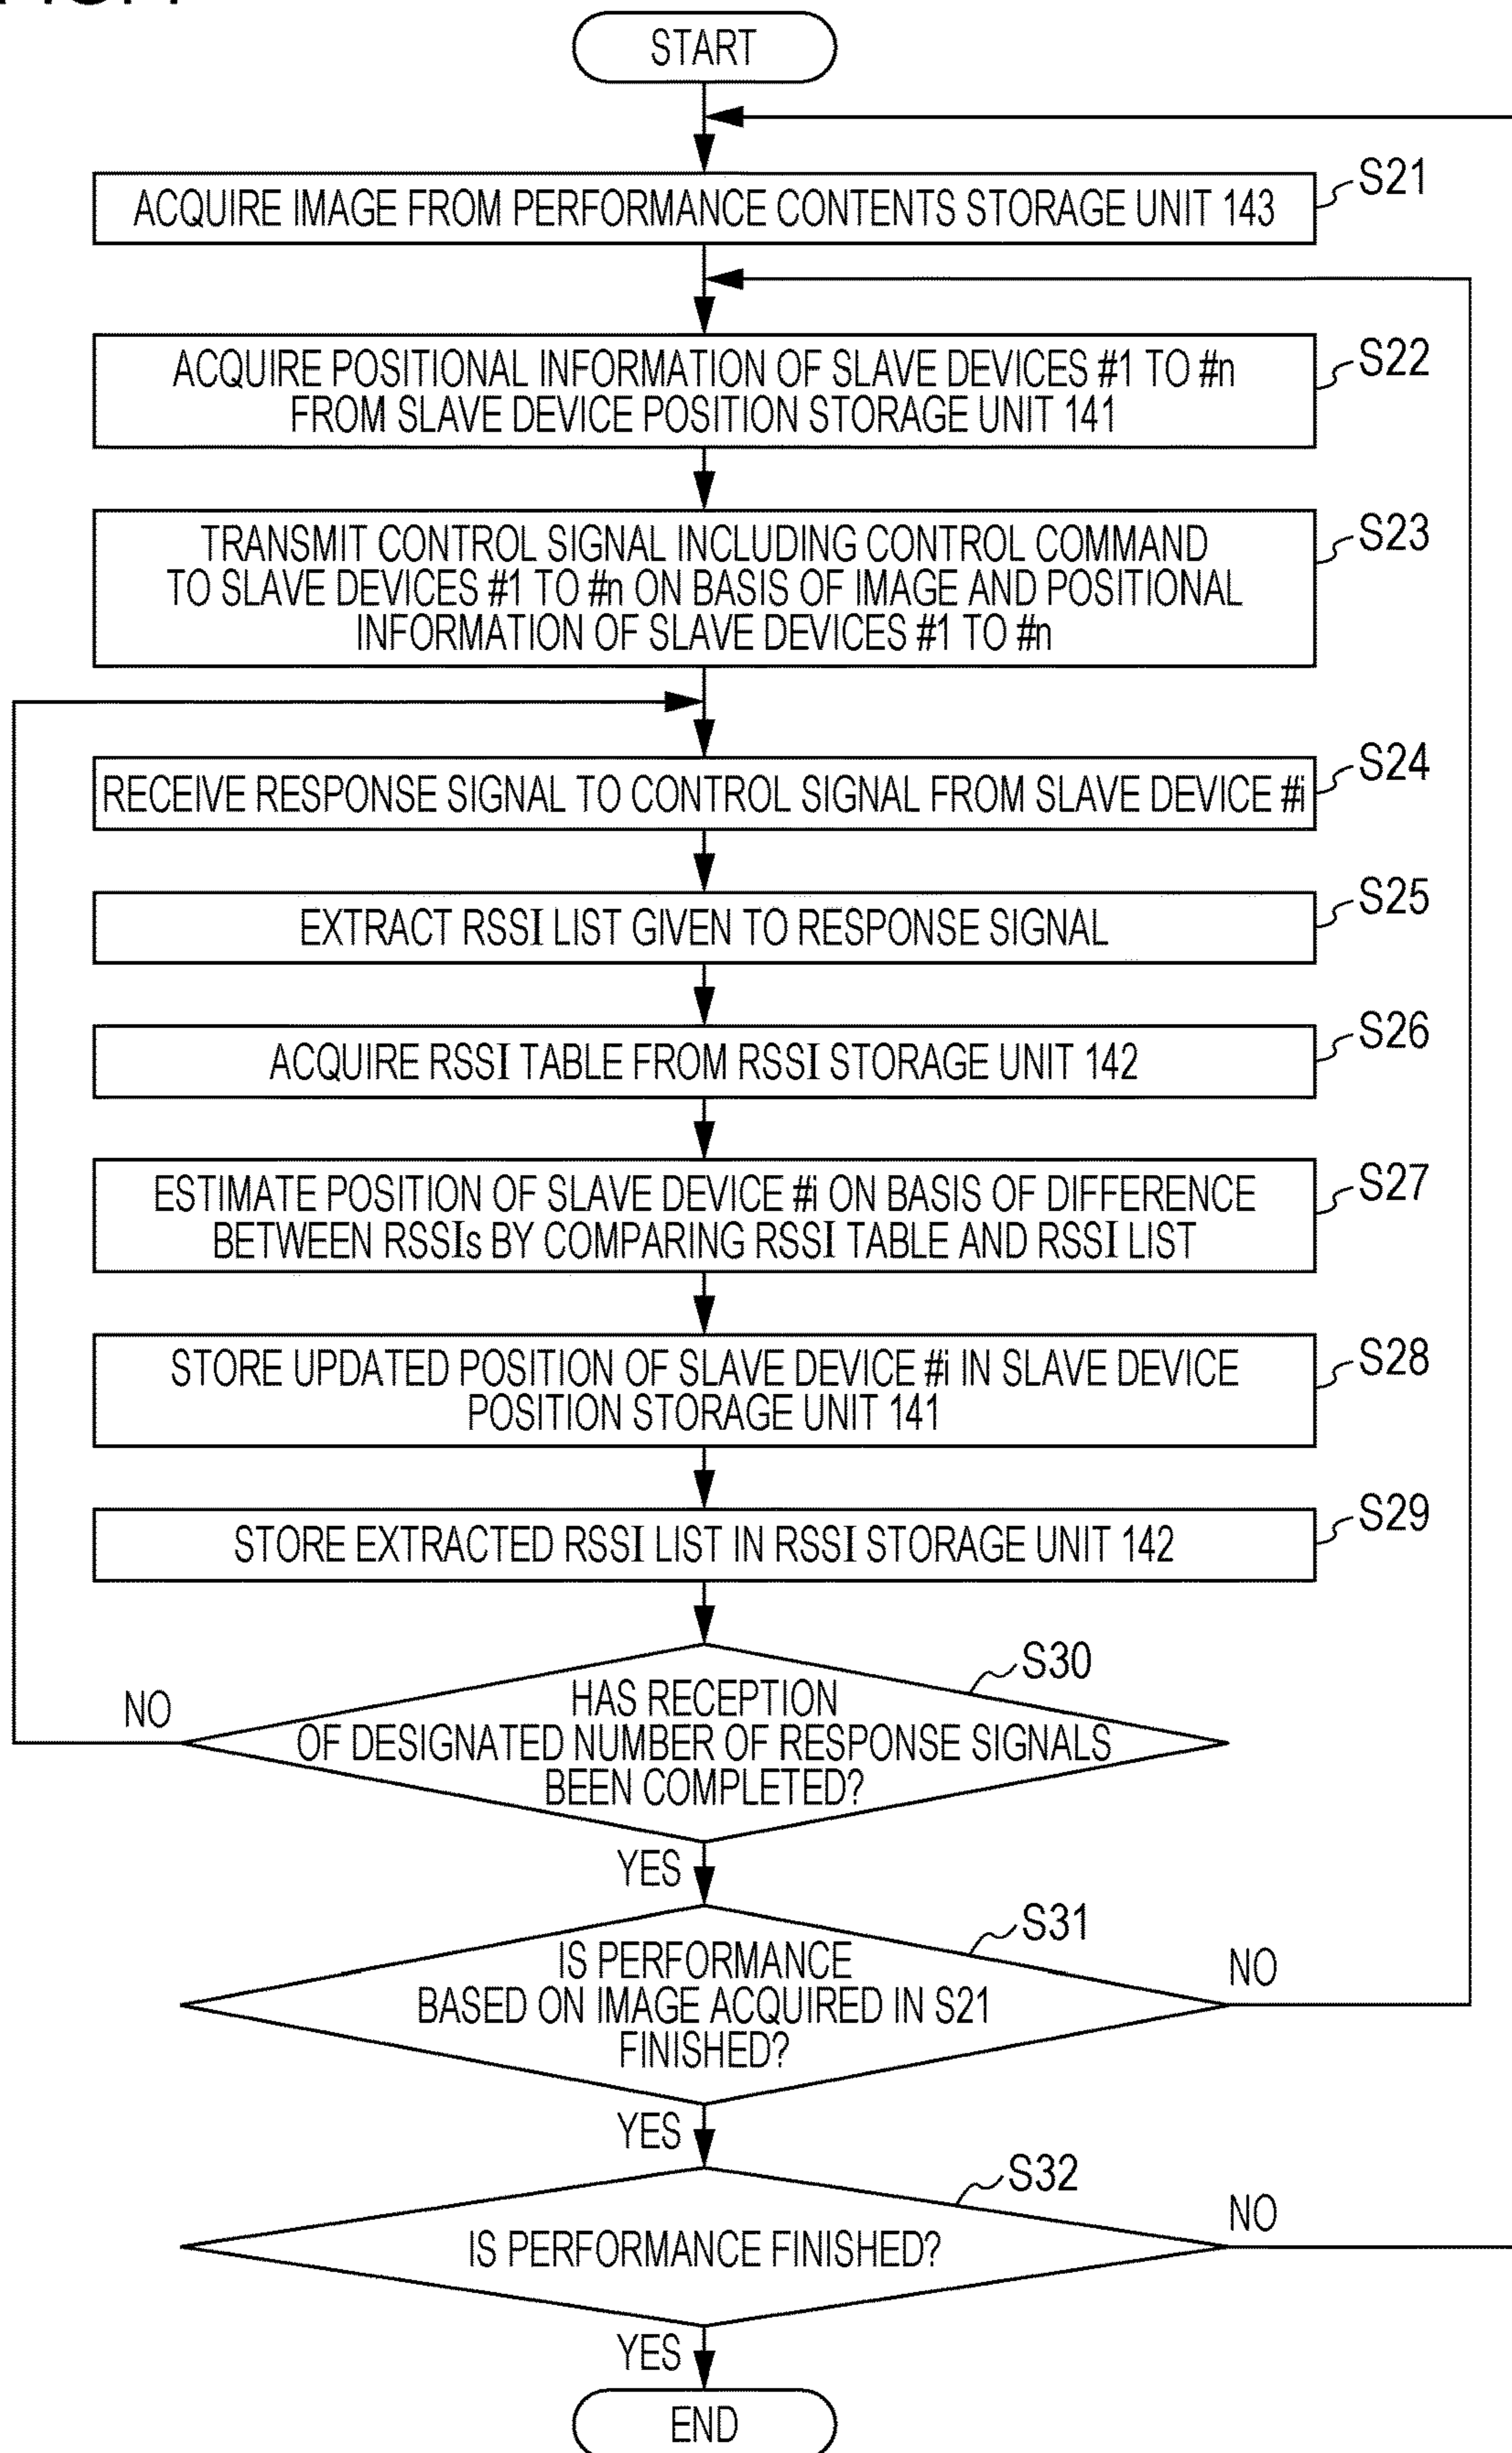 START
ACQUIRE IMAGE FROM PERFORMANCE CONTENTS STORAGE UNIT 143
S21
ACQUIRE POSITIONAL INFORMATION OF SLAVE DEVICES #1 TO #n
FROM SLAVE DEVICE POSITION STORAGE UNIT 141
S22
TRANSMIT CONTROL SIGNAL INCLUDING CONTROL COMMAND
TO SLAVE DEVICES #1 TO #n ON BASIS OF IMAGE AND POSITIONAL
INFORMATION OF SLAVE DEVICES #1 TO #n
S23
RECEIVE RESPONSE SIGNAL TO CONTROL SIGNAL FROM SLAVE DEVICE #i
S24
EXTRACT RSSI LIST GIVEN TO RESPONSE SIGNAL
S25
ACQUIRE RSSI TABLE FROM RSSI STORAGE UNIT 142
S26
ESTIMATE POSITION OF SLAVE DEVICE #i ON BASIS OF DIFFERENCE
BETWEEN RSSIs BY COMPARING RSSI TABLE AND RSSI LIST
S27
STORE UPDATED POSITION OF SLAVE DEVICE #i IN SLAVE DEVICE
POSITION STORAGE UNIT 141
S28
STORE EXTRACTED RSSI LIST IN RSSI STORAGE UNIT 142
S29
S30
HAS RECEPTION
OF DESIGNATED NUMBER OF RESPONSE SIGNALS
BEEN COMPLETED?
NO
YES
S31
IS PERFORMANCE
BASED ON IMAGE ACQUIRED IN S21
FINISHED?
NO
YES
S32
IS PERFORMANCE FINISHED?
NO
YES
END